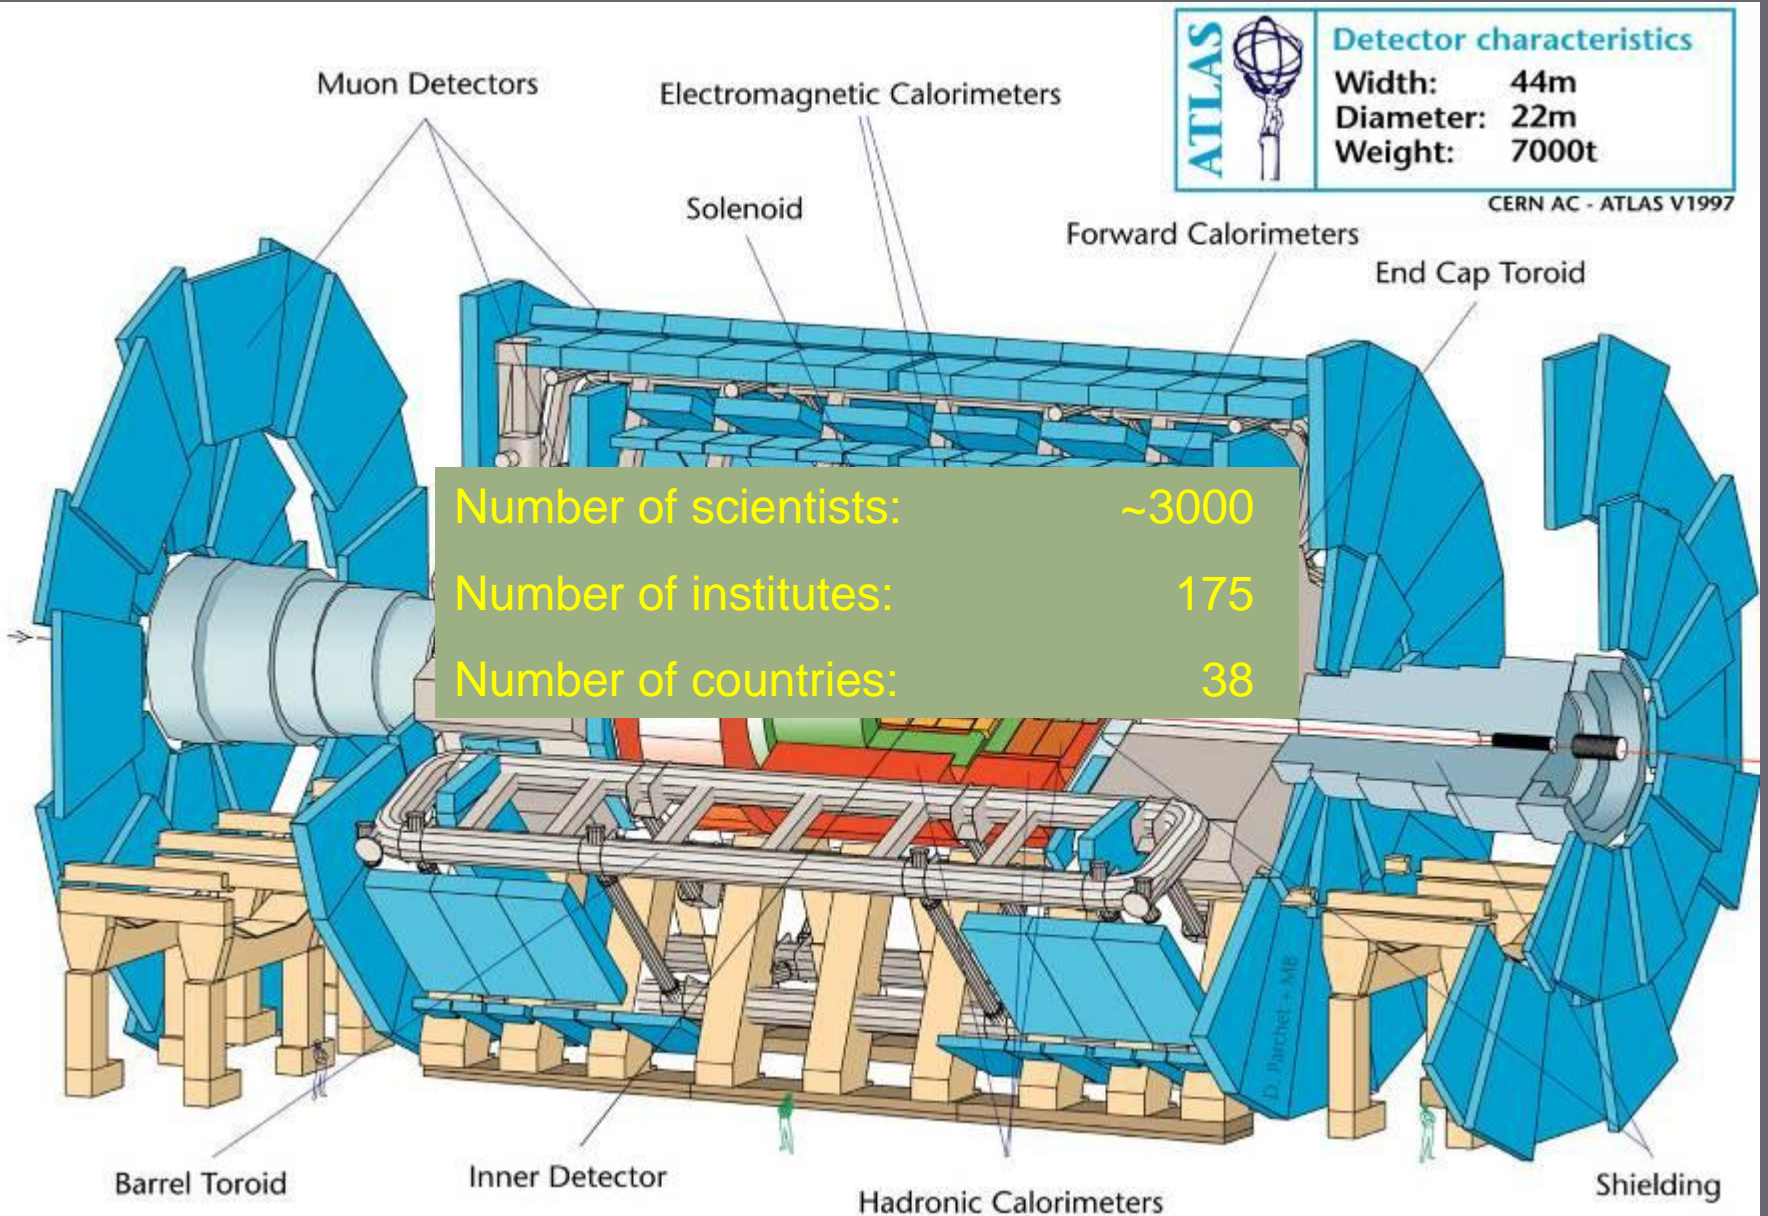 ATLAS
Detector characteristics
Width: 44m
Diameter: 22m
Weight: 7000t
CERN AC - ATLAS V1997
Muon Detectors
Electromagnetic Calorimeters
Solenoid
Forward Calorimeters
End Cap Toroid
Number of scientists: ~3000
Number of institutes: 175
Number of countries: 38
D. Parchet + MB
Barrel Toroid
Inner Detector
Hadronic Calorimeters
Shielding